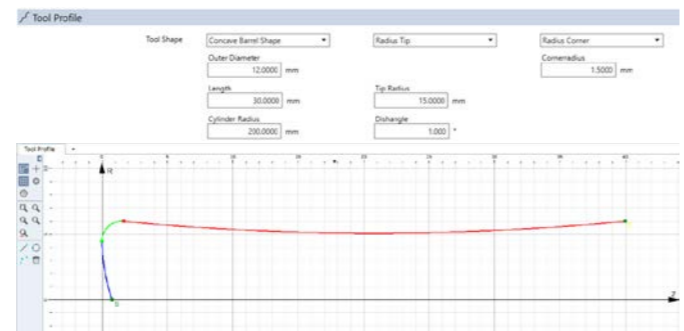 Tool Profile
Tool Shape
Concave Barrel Shape
Radius Tip
Radius Corner
Outer Diameter
Cornerradius
12.0000 mm
1.5000 mm
Length
Tip Radius
30.0000 mm
15.0000 mm
Cylinder Radius
Dishangle
200.0000 mm
1.000 °
Tool Profile
R
Z